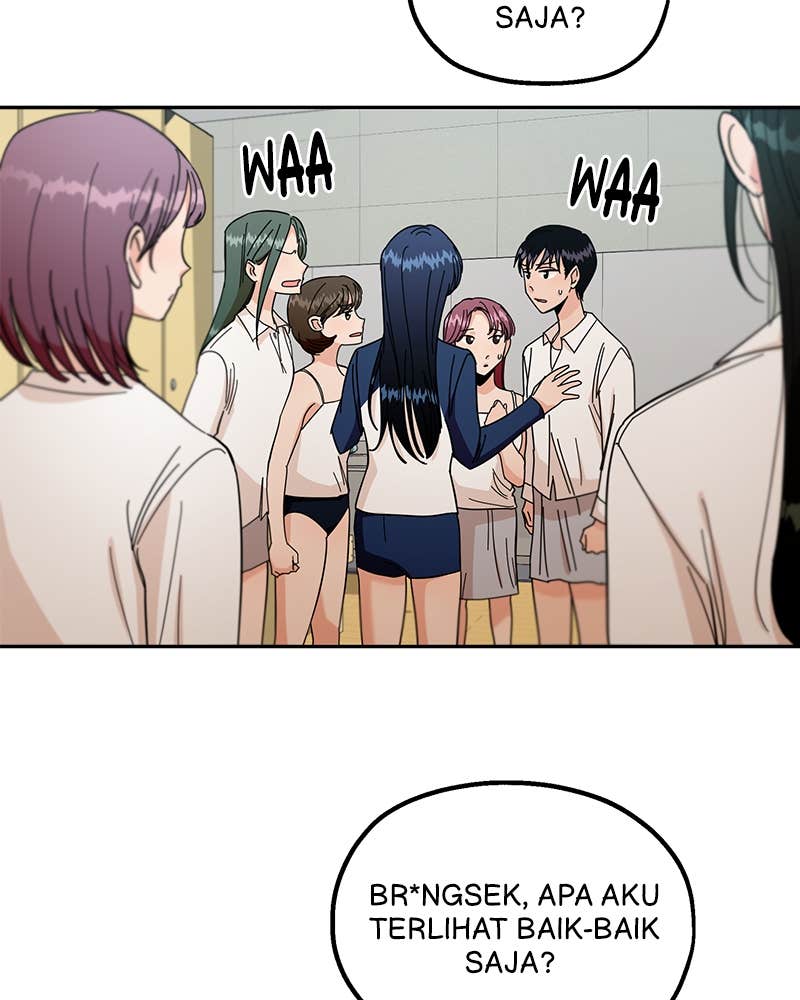 SAJA?
WAA
WAA
BR*NGSEK, APA AKU
TERLIHAT BAIK-BAIK
SAJA?